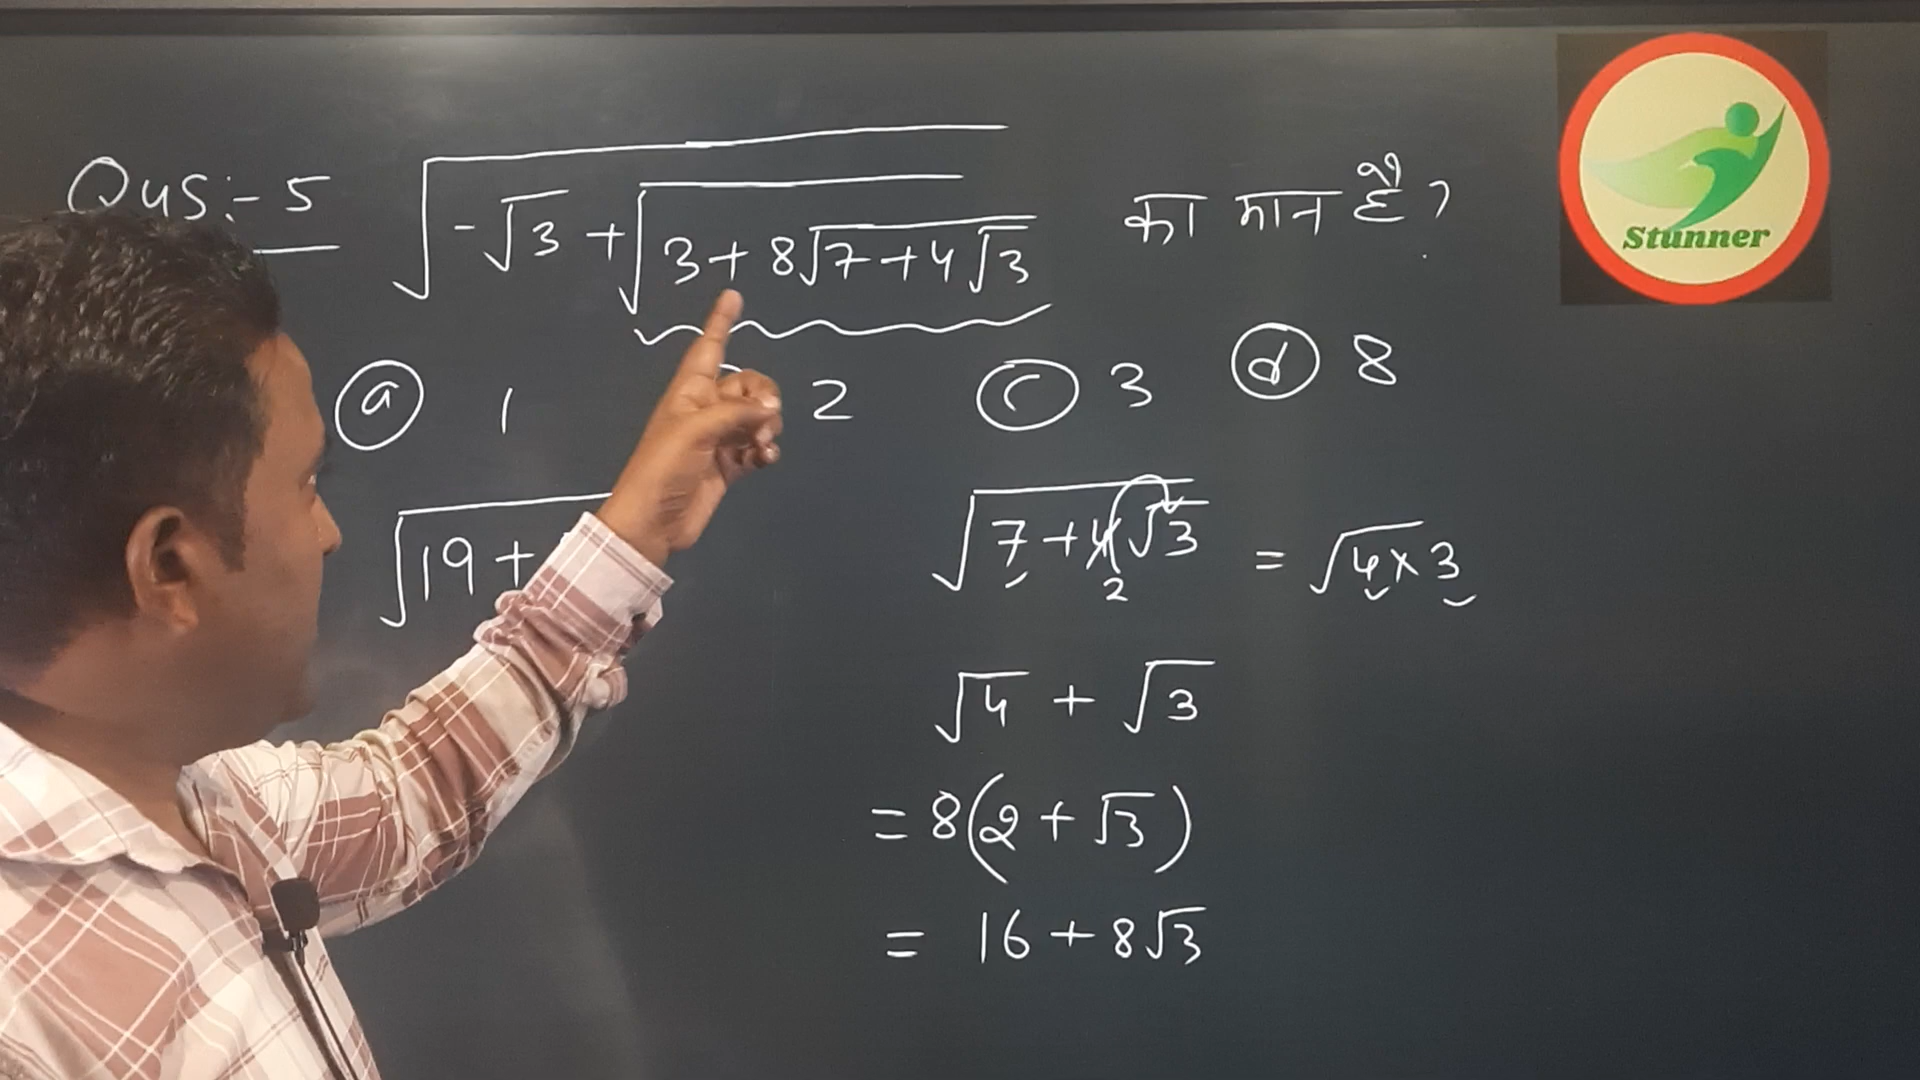 Qus:- 5 √(-√3 + √(3 + 8√(7 + 4√3))) का मान है ?
ⓐ 1 2 ⓒ 3 ⓓ 8
√19 +
√(7 + 4√3) = √4×3
2
√4 + √3
= 8(2 + √3)
= 16 + 8√3
Stunner